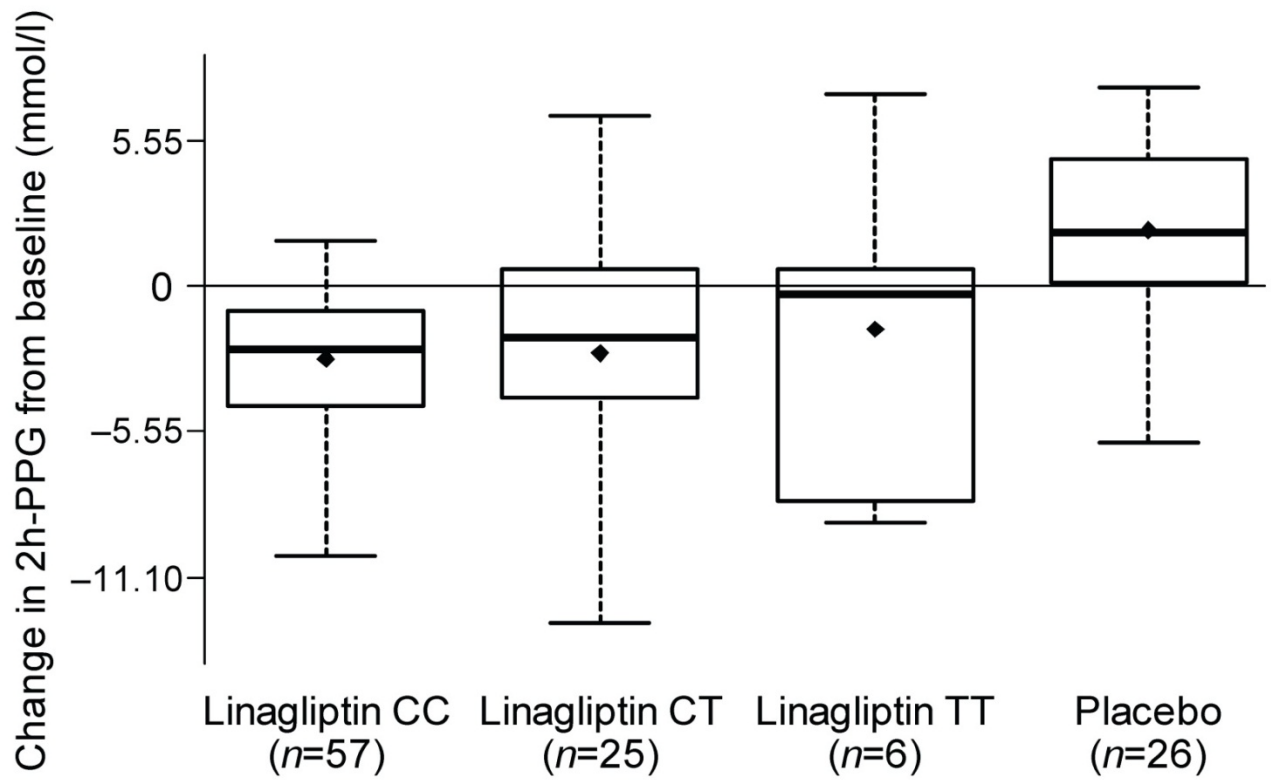 Change in 2h-PPG from baseline (mmol/l)
5.55
0
–5.55
–11.10
Linagliptin CC
(n=57)
Linagliptin CT
(n=25)
Linagliptin TT
(n=6)
Placebo
(n=26)